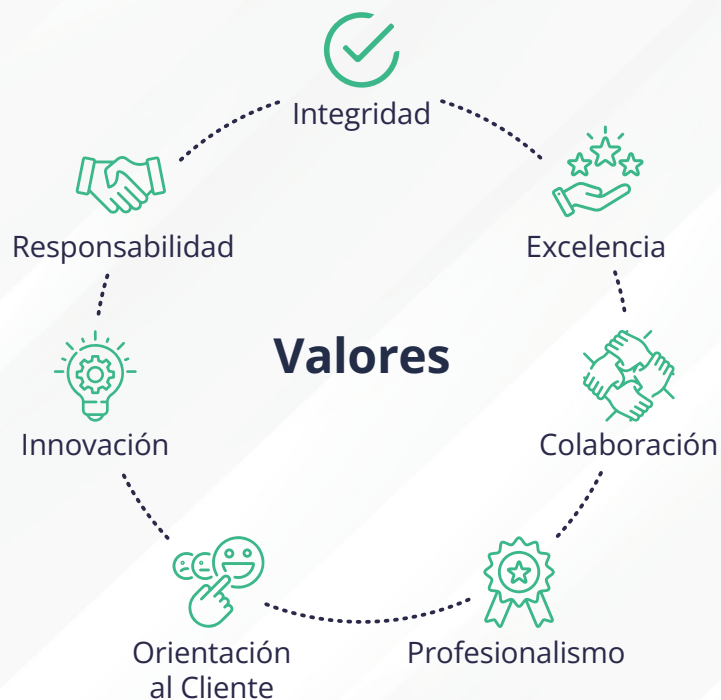 Integridad
Responsabilidad
Excelencia
Valores
Innovación
Colaboración
Orientación
al Cliente
Profesionalismo